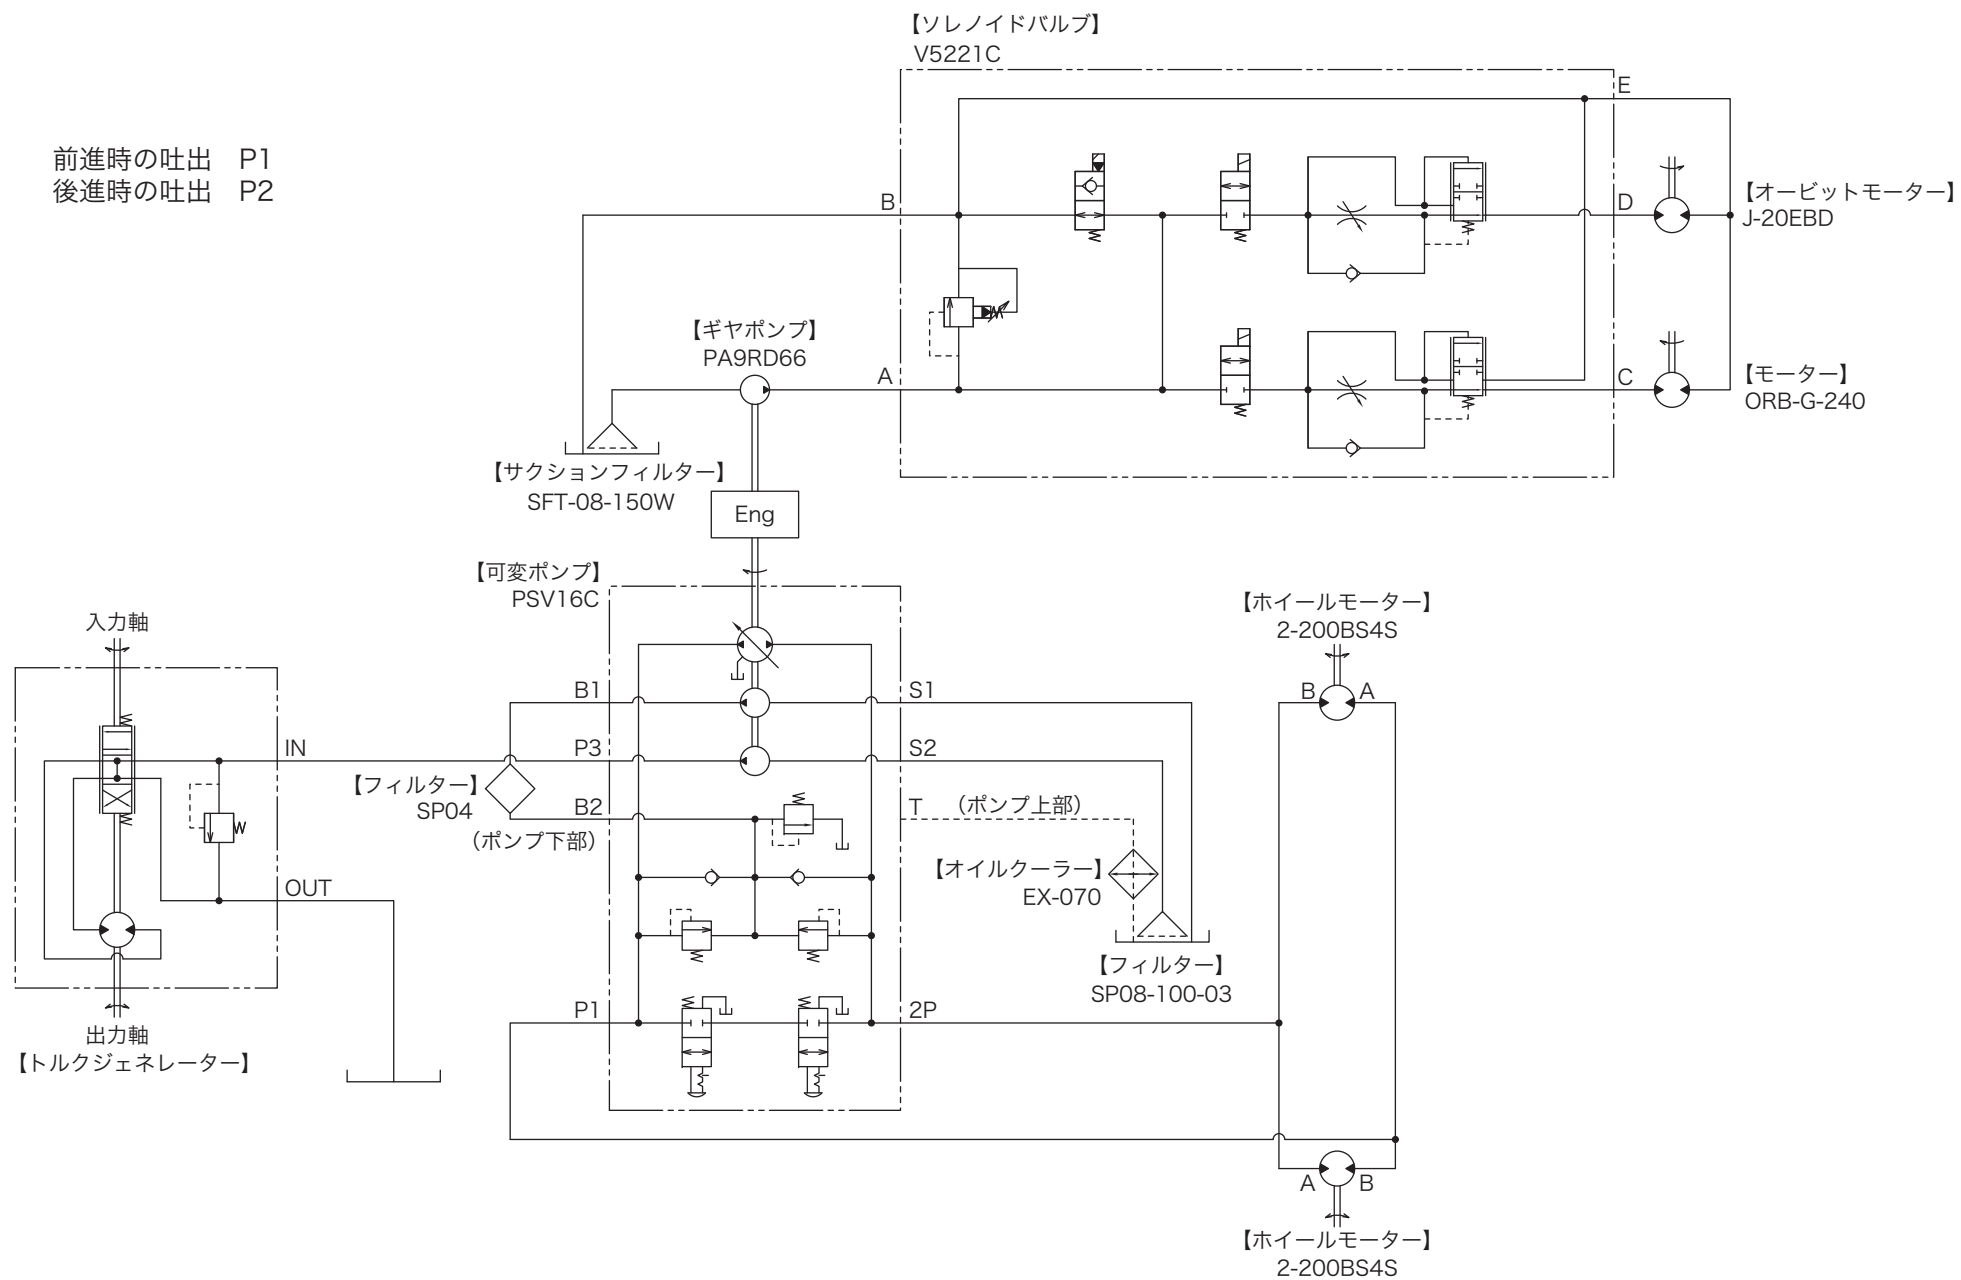 【ソレノイドバルブ】
V5221C
E
前進時の吐出　P1
後進時の吐出　P2
B
D
【オービットモーター】
J-20EBD
【ギヤポンプ】
PA9RD66
A
C
【モーター】
ORB-G-240
【サクションフィルター】
SFT-08-150W
Eng
【可変ポンプ】
PSV16C
【ホイールモーター】
2-200BS4S
入力軸
B1
S1
B
A
IN
P3
S2
【フィルター】
SP04
B2
（ポンプ下部）
T
（ポンプ上部）
【オイルクーラー】
EX-070
OUT
【フィルター】
SP08-100-03
P1
2P
出力軸
【トルクジェネレーター】
A
B
【ホイールモーター】
2-200BS4S